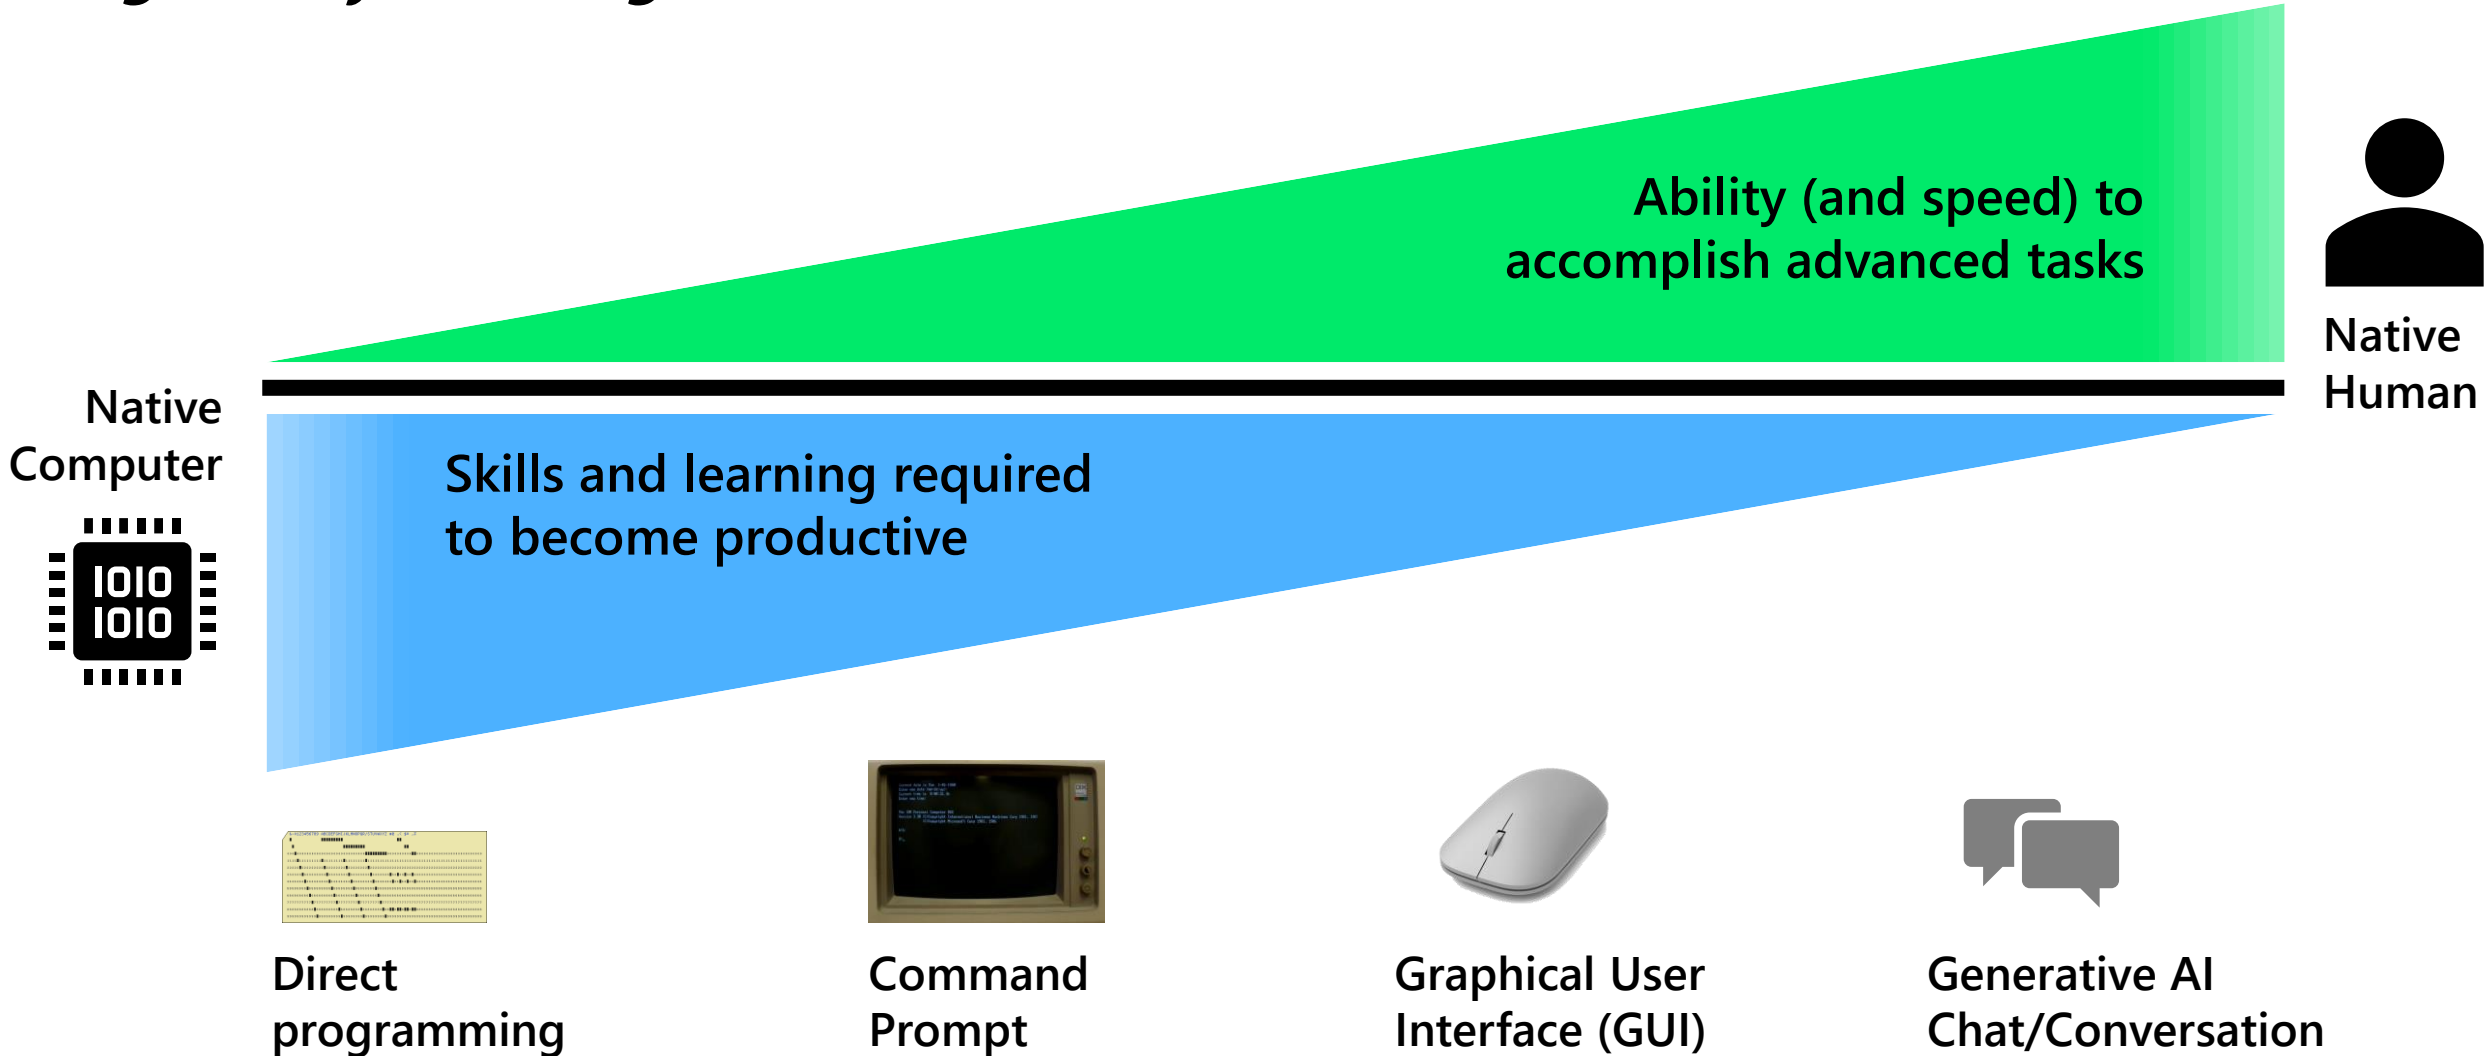 Ability (and speed) to
accomplish advanced tasks
Native
Human
Native
Computer
Skills and learning required
to become productive
1010
1010
Direct
programming
Command
Prompt
Graphical User
Interface (GUI)
Generative AI
Chat/Conversation